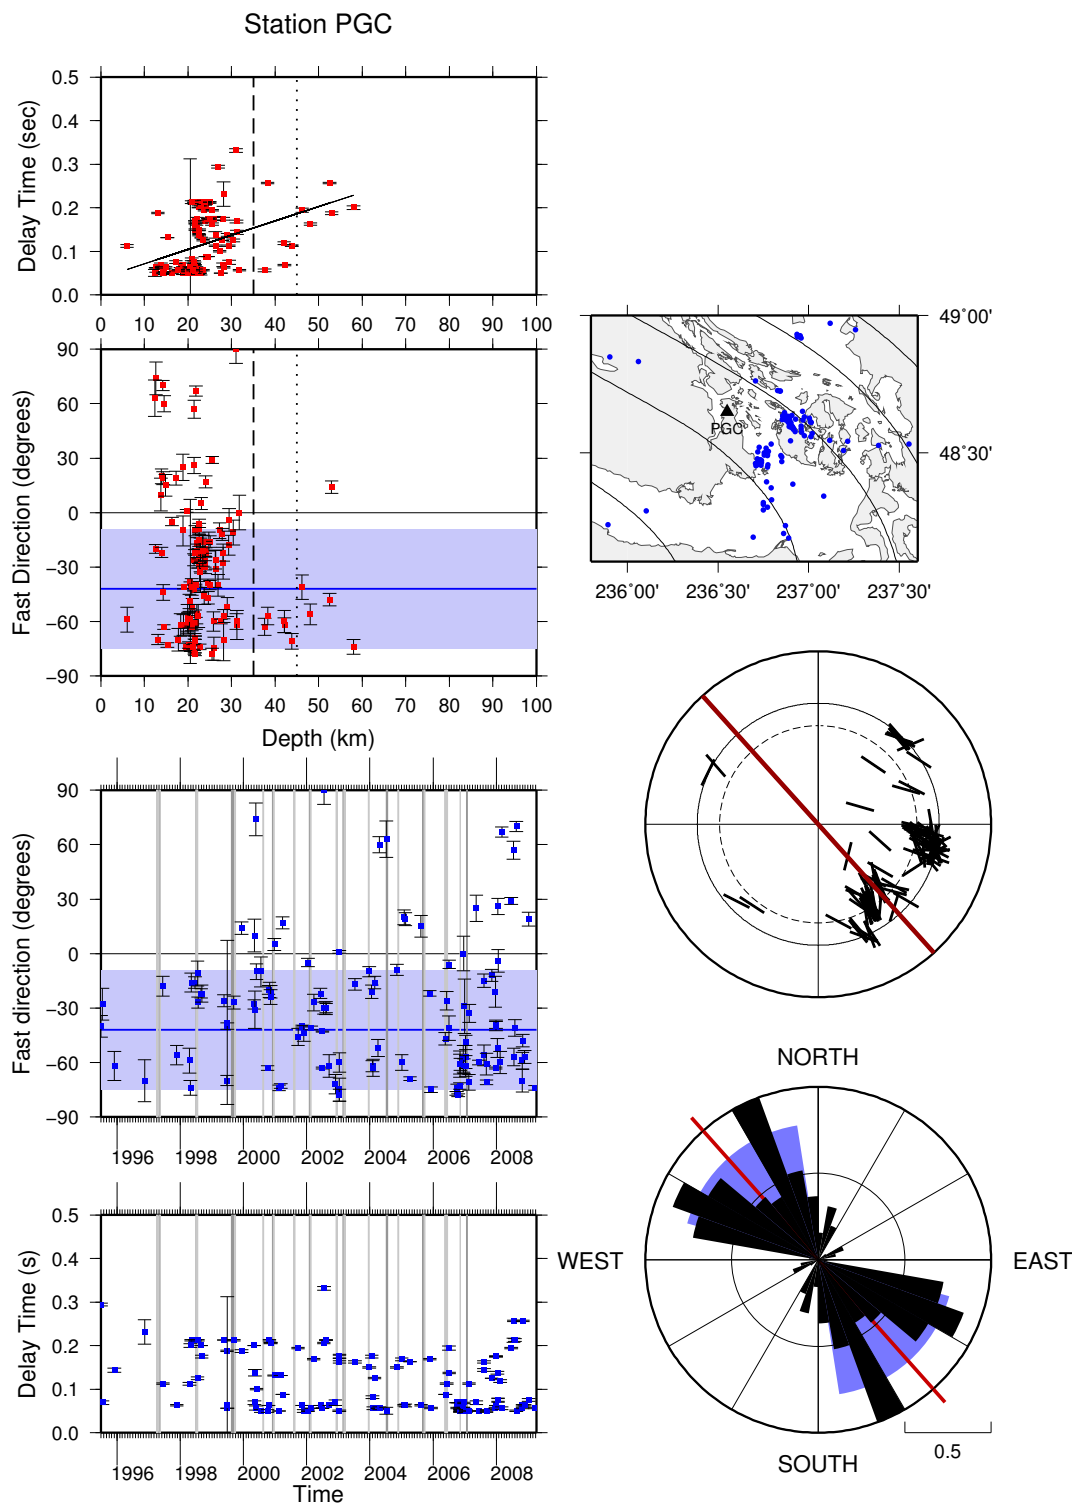 Station PGC
0.5
0.4
0.3
0.2
0.1
0.0
Delay Time (sec)
0 10 20 30 40 50 60 70 80 90 100
90
60
30
0
−30
−60
−90
Fast Direction (degrees)
0 10 20 30 40 50 60 70 80 90 100
Depth (km)
49°00'
48°30'
PGC
236°00' 236°30' 237°00' 237°30'
90
60
30
0
−30
−60
−90
Fast direction (degrees)
1996 1998 2000 2002 2004 2006 2008
NORTH
WEST
EAST
SOUTH
0.5
0.5
0.4
0.3
0.2
0.1
0.0
Delay Time (s)
1996 1998 2000 2002 2004 2006 2008
Time